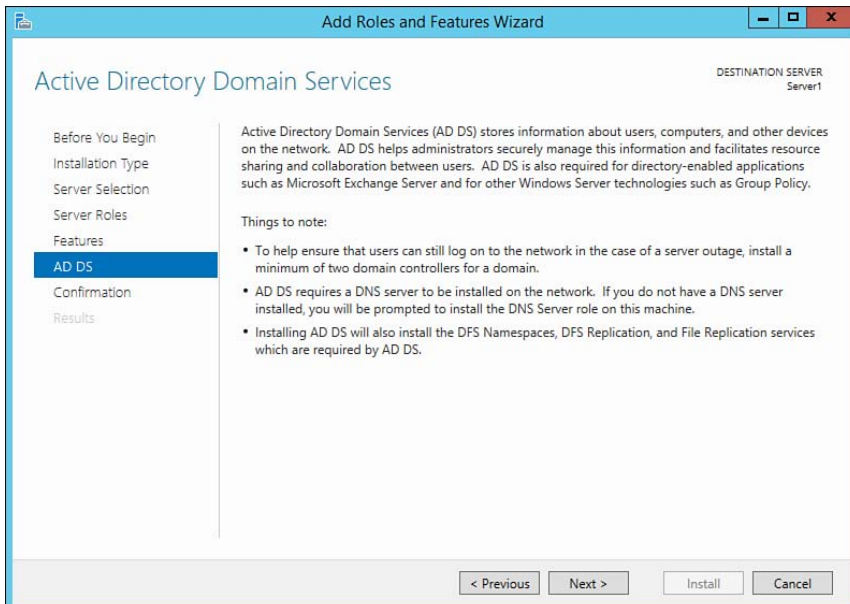 Add Roles and Features Wizard
Active Directory Domain Services
DESTINATION SERVER
Server1
Before You Begin
Installation Type
Server Selection
Server Roles
Features
AD DS
Confirmation
Results
Active Directory Domain Services (AD DS) stores information about users, computers, and other devices
on the network. AD DS helps administrators securely manage this information and facilitates resource
sharing and collaboration between users. AD DS is also required for directory-enabled applications
such as Microsoft Exchange Server and for other Windows Server technologies such as Group Policy.
Things to note:
• To help ensure that users can still log on to the network in the case of a server outage, install a
minimum of two domain controllers for a domain.
• AD DS requires a DNS server to be installed on the network. If you do not have a DNS server
installed, you will be prompted to install the DNS Server role on this machine.
• Installing AD DS will also install the DFS Namespaces, DFS Replication, and File Replication services
which are required by AD DS.
< Previous
Next >
Install
Cancel